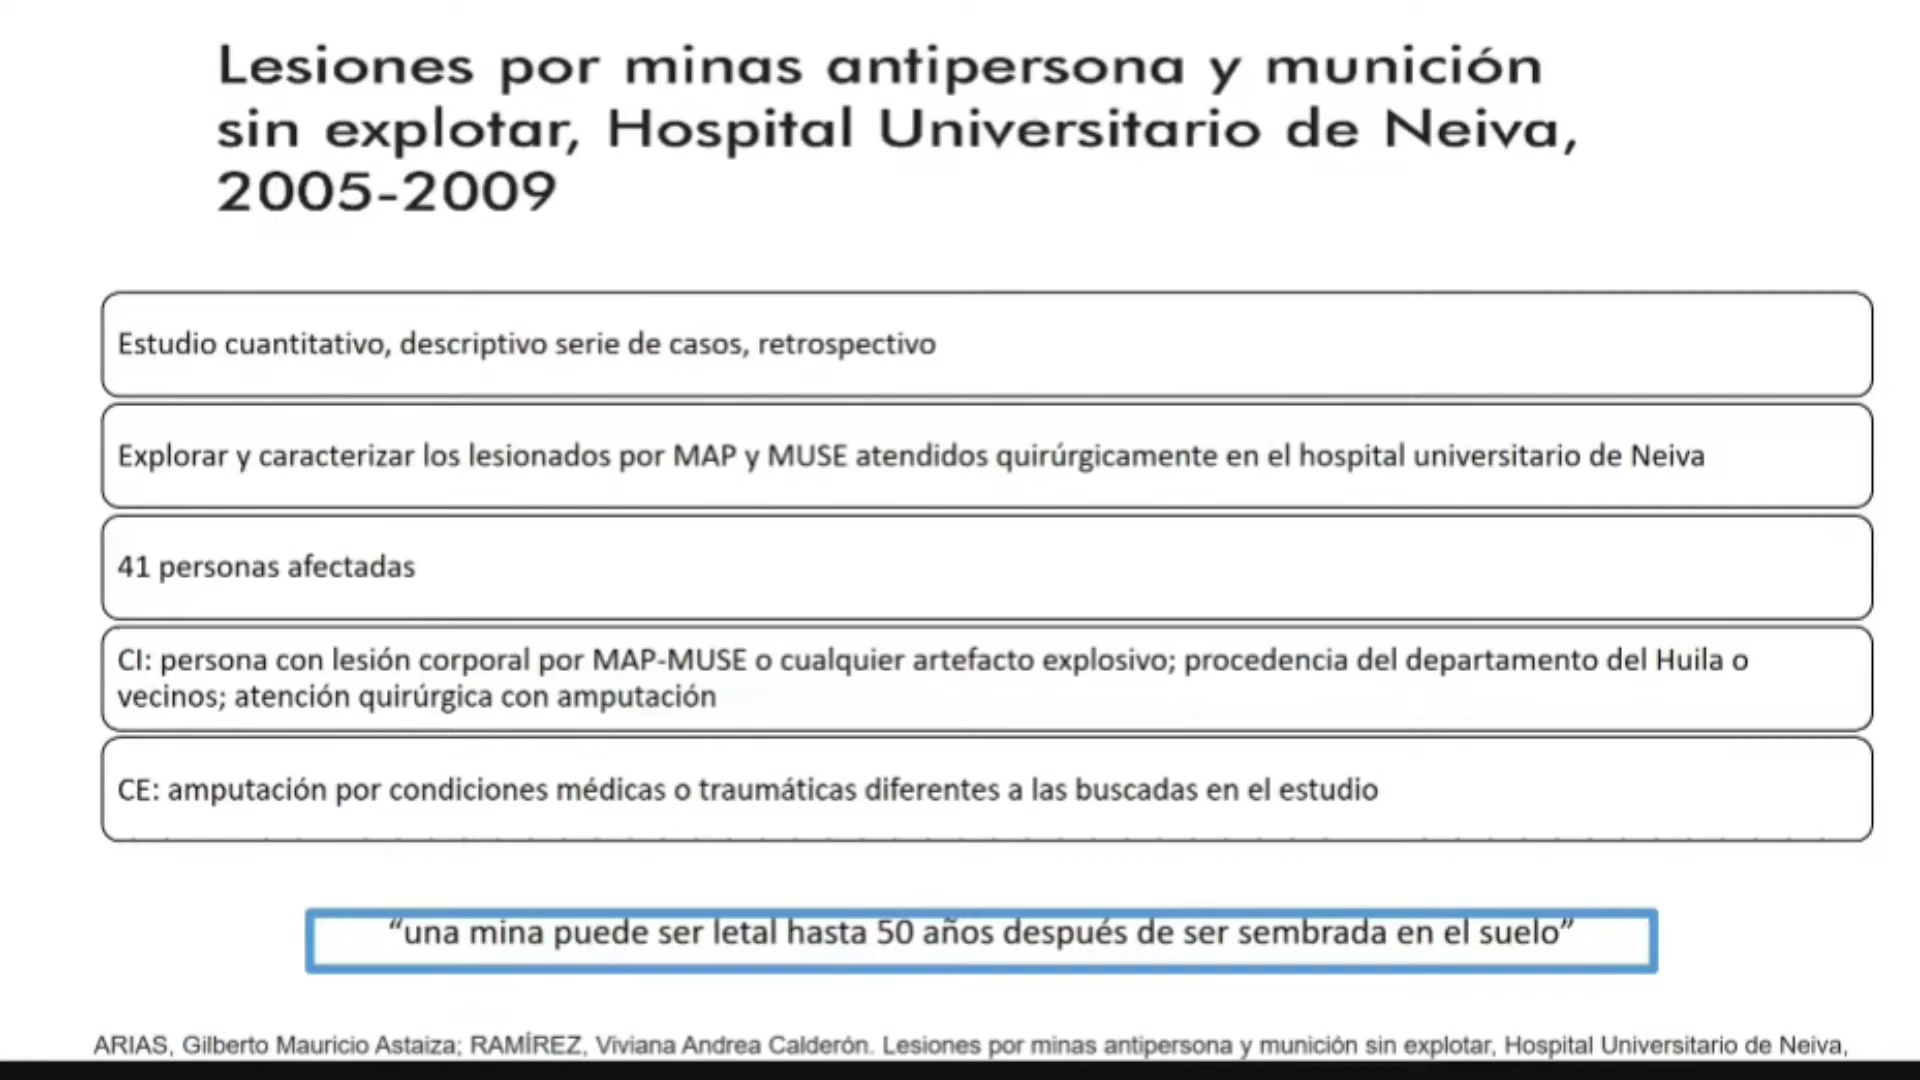 Lesiones por minas antipersona y munición
sin explotar, Hospital Universitario de Neiva,
2005-2009
Estudio cuantitativo, descriptivo serie de casos, retrospectivo
Explorar y caracterizar los lesionados por MAP y MUSE atendidos quirúrgicamente en el hospital universitario de Neiva
41 personas afectadas
CI: persona con lesión corporal por MAP-MUSE o cualquier artefacto explosivo; procedencia del departamento del Huila o
vecinos; atención quirúrgica con amputación
CE: amputación por condiciones médicas o traumáticas diferentes a las buscadas en el estudio
“una mina puede ser letal hasta 50 años después de ser sembrada en el suelo”
ARIAS, Gilberto Mauricio Astaiza; RAMÍREZ, Viviana Andrea Calderón. Lesiones por minas antipersona y munición sin explotar, Hospital Universitario de Neiva,